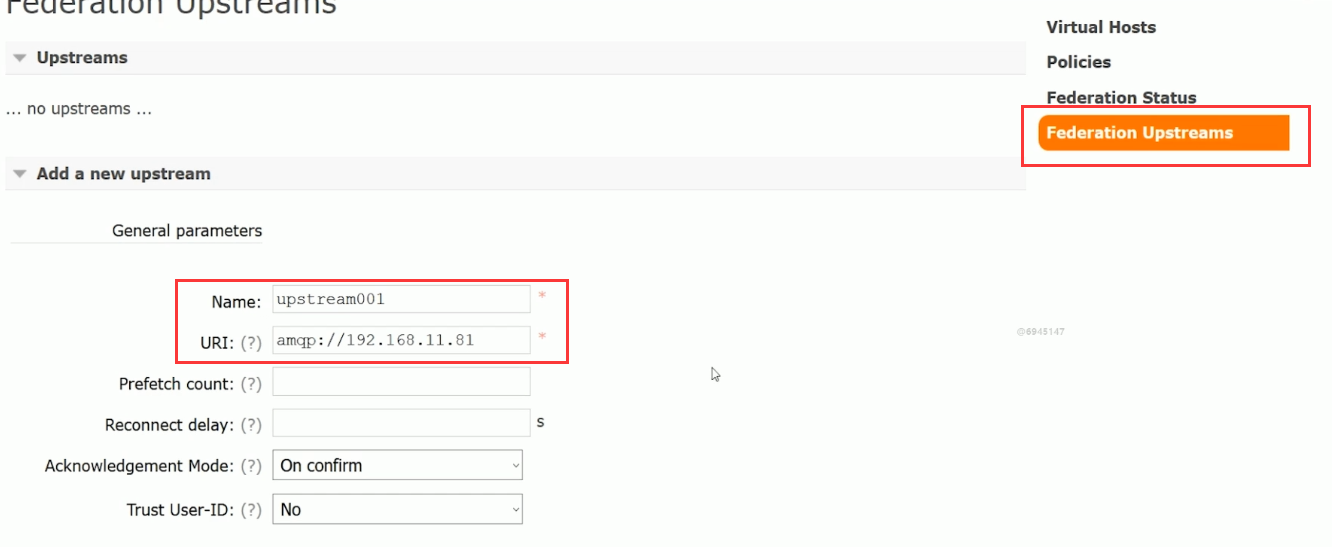 Federation Upstreams
Upstreams
... no upstreams ...
Add a new upstream
General parameters
Name: upstream001 *
URI: (?) amqp://192.168.11.81 *
Prefetch count: (?)
Reconnect delay: (?) s
Acknowledgement Mode: (?) On confirm
Trust User-ID: (?) No
Virtual Hosts
Policies
Federation Status
Federation Upstreams
@6945147